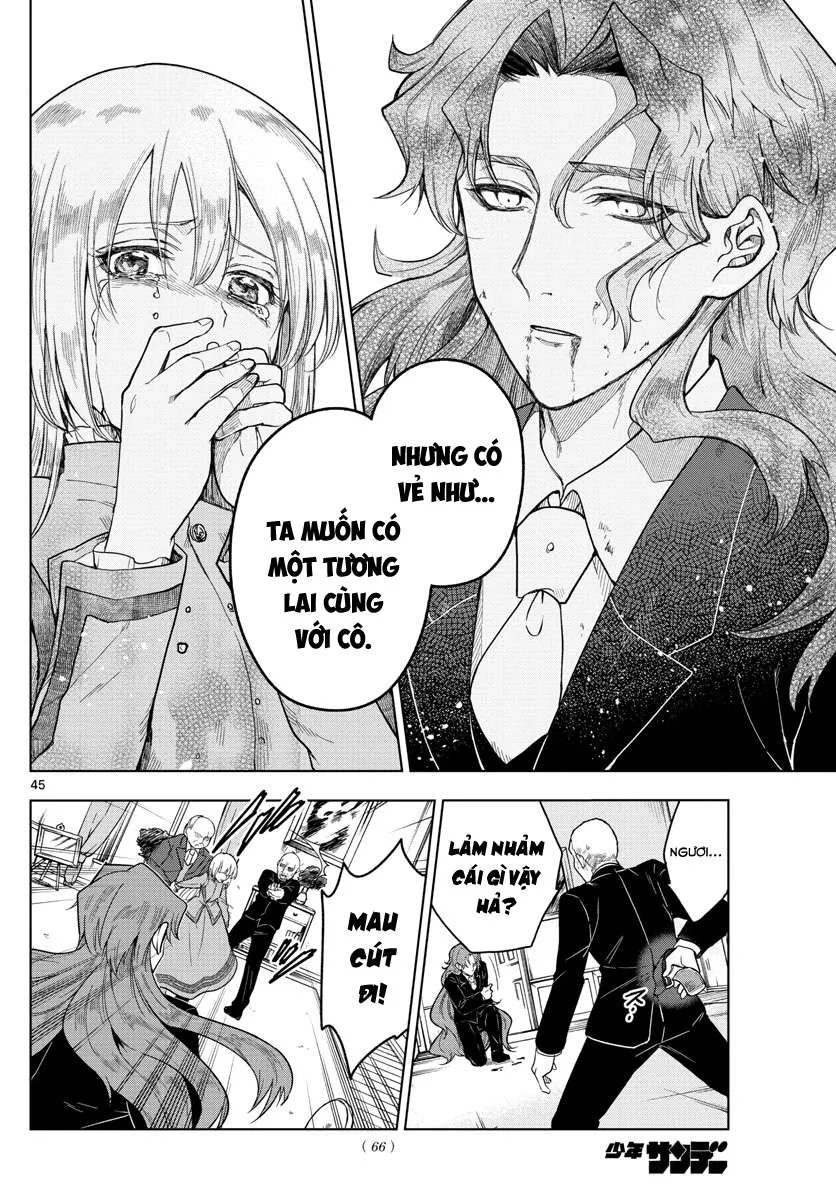 NHƯNG CÓ
VẺ NHƯ...
TA MUỐN CÓ
MỘT TƯƠNG
LAI CÙNG
VỚI CÔ.
45
NGƯƠI...
LẢM NHẢM
CÁI GÌ VẬY
HẢ?
MAU
CÚT
ĐI!
( 66 )
少年サンデー